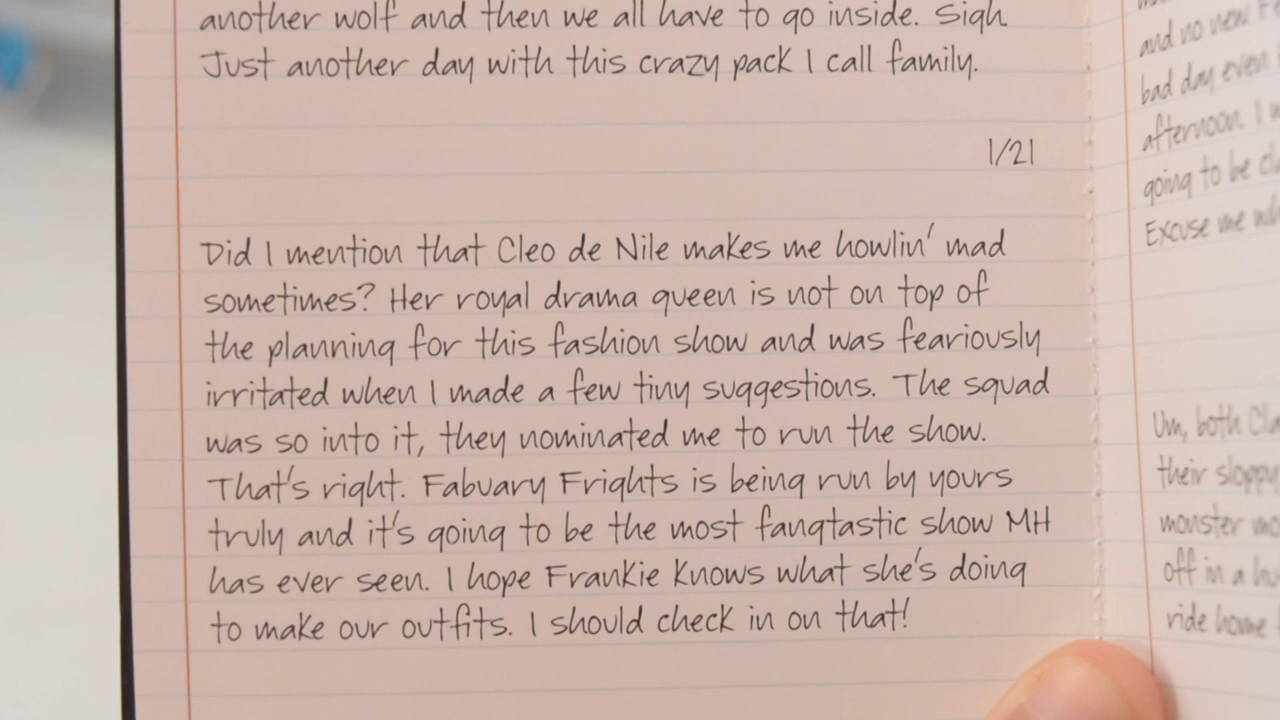 another wolf and then we all have to go inside. Sigh.
Just another day with this crazy pack I call family.
1/21
Did I mention that Cleo de Nile makes me howlin' mad
sometimes? Her royal drama queen is not on top of
the planning for this fashion show and was feariously
irritated when I made a few tiny suggestions. The squad
was so into it, they nominated me to run the show.
That's right. Fabuary Frights is being run by yours
truly and it's going to be the most fangtastic show MH
has ever seen. I hope Frankie Knows what she's doing
to make our outfits. I should check in on that!
and no new
bad day even
afternoon. I
going to be
Excuse me
Um, both
their sloppy
monster
off in a
ride home